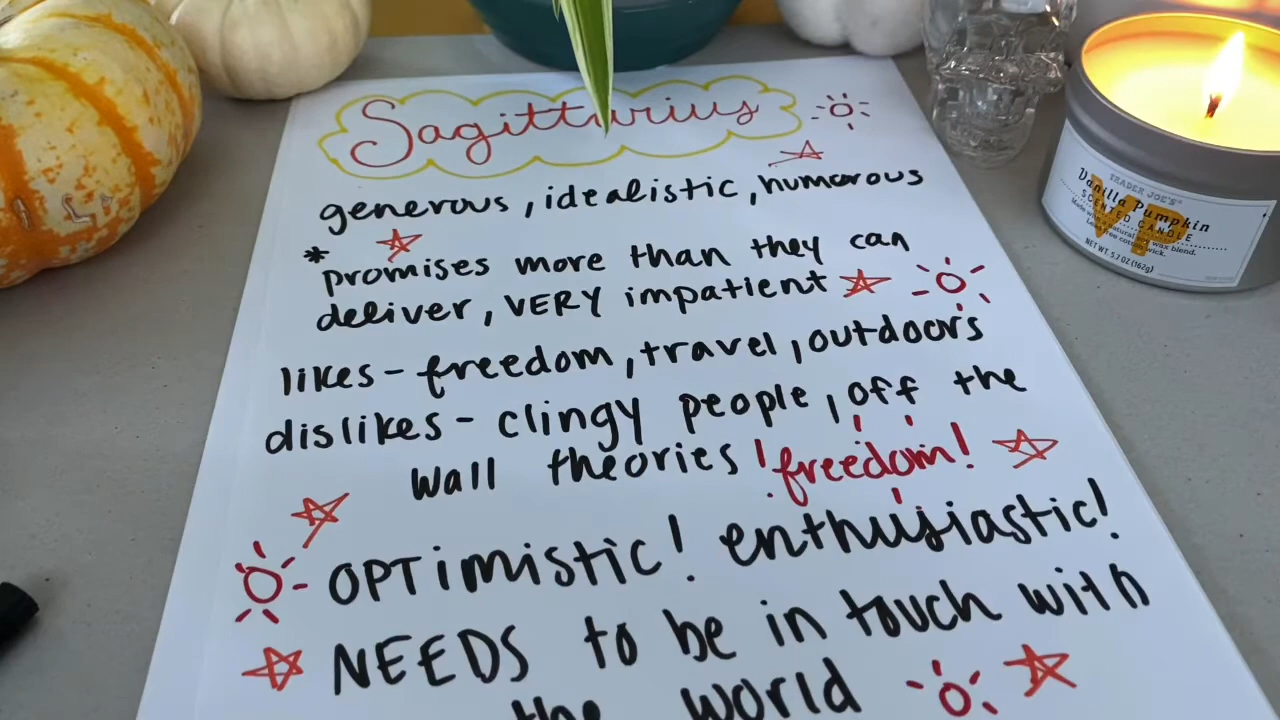 Sagittarius
generous, idealistic, humorous
* promises more than they can
deliver, VERY impatient
likes - freedom, travel, outdoors
dislikes - clingy people, off the
wall theories !freedom!
OPTimistic! enthusiastic!
NEEDS to be in touch with
the world
TRADER JOE'S
Vanilla Pumpkin
SCENTED CANDLE
VP
NET WT. 5.7 OZ (162g)